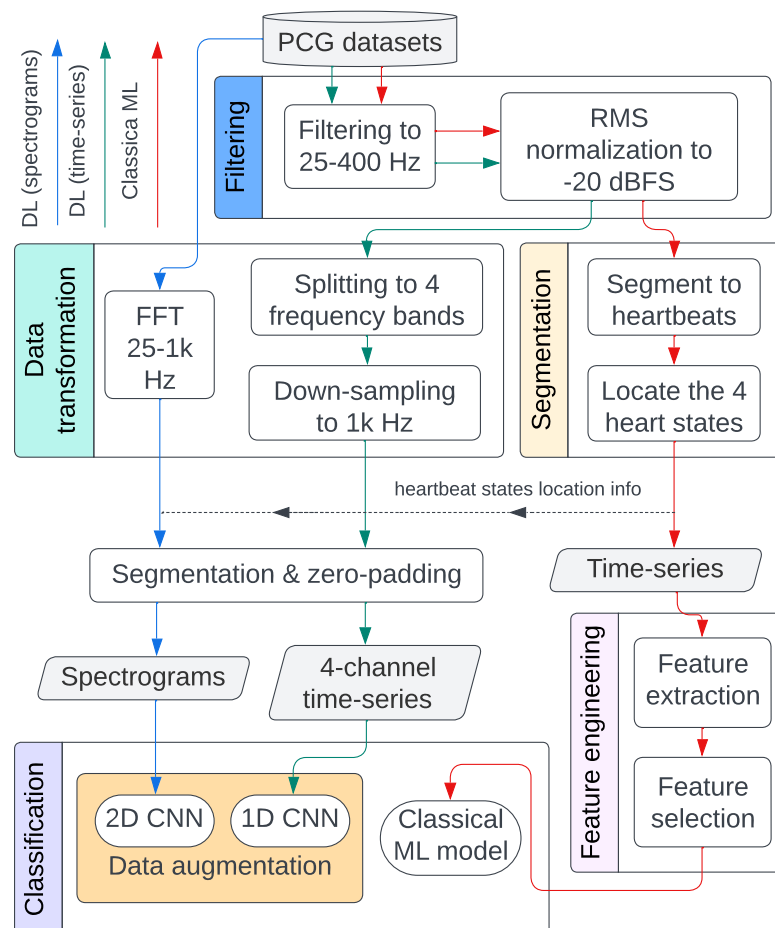 PCG datasets
DL (spectrograms)
DL (time-series)
Classica ML
Filtering
Filtering to
25-400 Hz
RMS
normalization to
-20 dBFS
Data
transformation
FFT
25-1k
Hz
Splitting to 4
frequency bands
Down-sampling
to 1k Hz
Segmentation
Segment to
heartbeats
Locate the 4
heart states
heartbeat states location info
Segmentation & zero-padding
Time-series
Spectrograms
4-channel
time-series
Feature engineering
Feature
extraction
Feature
selection
Classification
2D CNN
1D CNN
Data augmentation
Classical
ML model